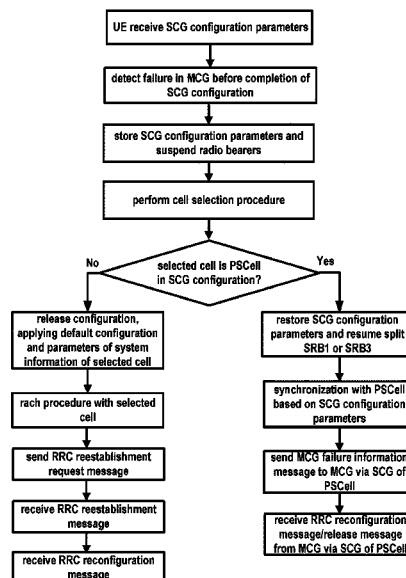 UE receive SCG configuration parameters
detect failure in MCG before completion of
SCG configuration
store SCG configuration parameters and
suspend radio bearers
perform cell selection procedure
No
selected cell is PSCell
in SCG configuration?
Yes
release configuration,
applying default configuration
and parameters of system
information of selected cell
rach procedure with selected
cell
send RRC reestablishment
request message
receive RRC reestablishment
message
receive RRC reconfiguration
message
restore SCG configuration
parameters and resume split
SRB1 or SRB3
synchronization with PSCell
based on SCG configuration
parameters
send MCG failure information
message to MCG via SCG of
PSCell
receive RRC reconfiguration
message/release message
from MCG via SCG of PSCell